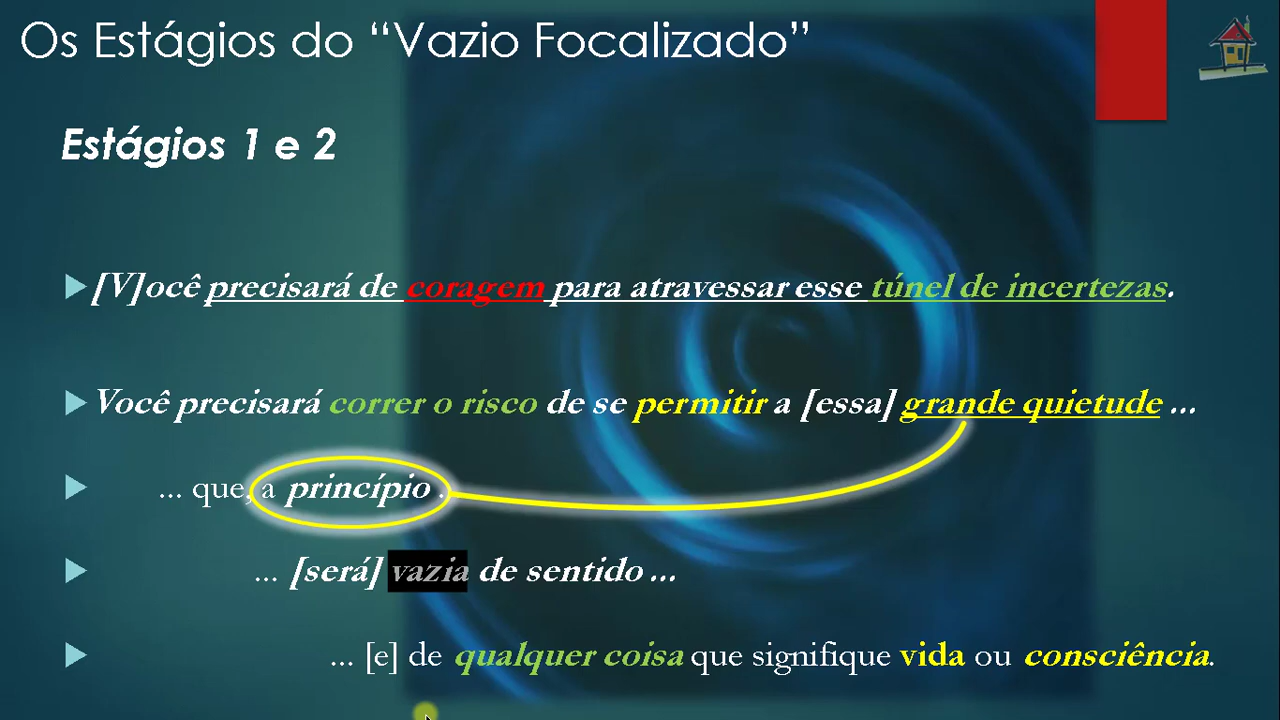 Os Estágios do “Vazio Focalizado”
Estágios 1 e 2
[V]ocê precisará de coragem para atravessar esse túnel de incertezas.
Você precisará correr o risco de se permitir a [essa] grande quietude ...
... que, a princípio .
... [será] vazia de sentido ...
... [e] de qualquer coisa que signifique vida ou consciência.